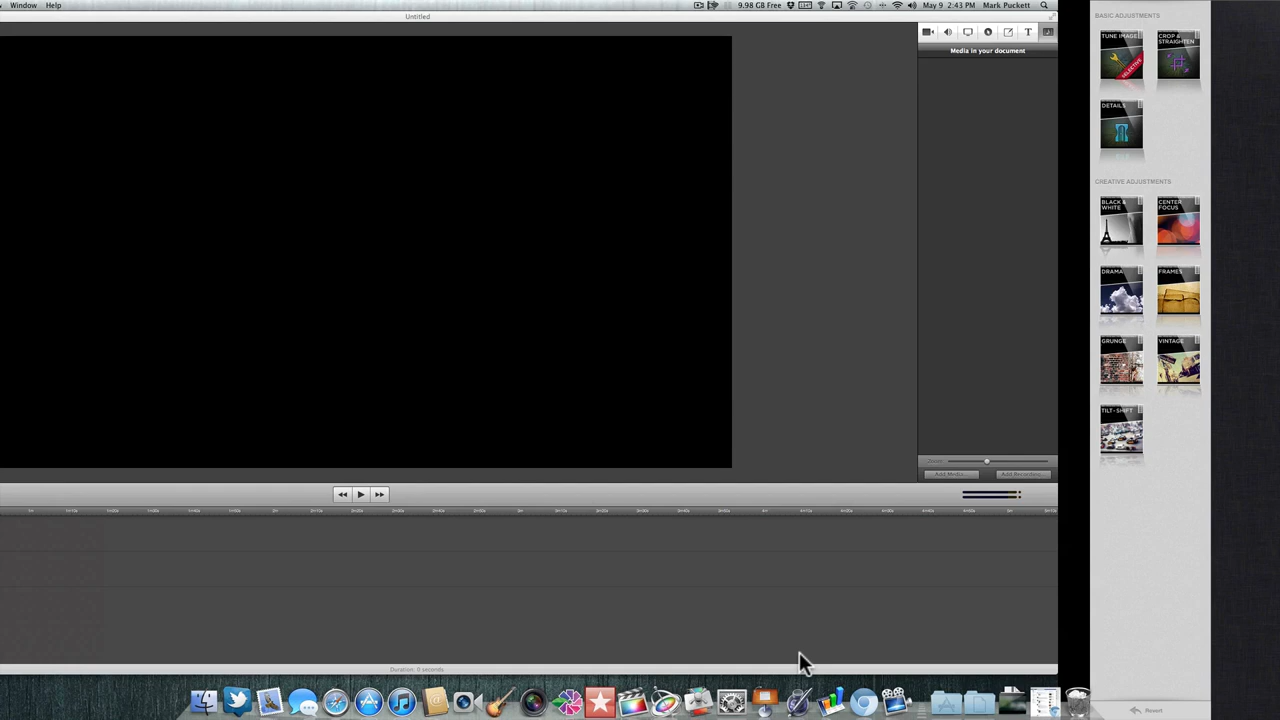 Window Help
9.98 GB Free
May 9 2:43 PM Mark Puckett
Untitled
Media in your document
Zoom:
Add Media...
Add Recording...
Duration: 0 seconds
BASIC ADJUSTMENTS
TUNE IMAGE
SELECTIVE
CROP &
STRAIGHTEN
DETAILS
CREATIVE ADJUSTMENTS
BLACK &
WHITE
CENTER
FOCUS
DRAMA
FRAMES
GRUNGE
VINTAGE
TILT-SHIFT
Revert